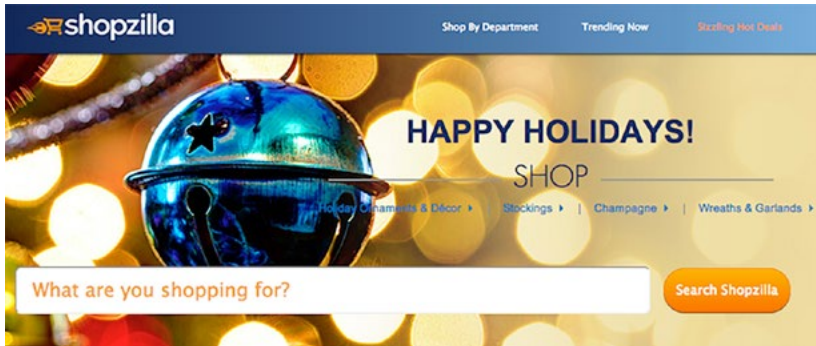 shopzilla
Shop By Department Trending Now Sizzling Hot Deals
HAPPY HOLIDAYS!
SHOP
Holiday Ornaments & Décor | Stockings | Champagne | Wreaths & Garlands
What are you shopping for?
Search Shopzilla